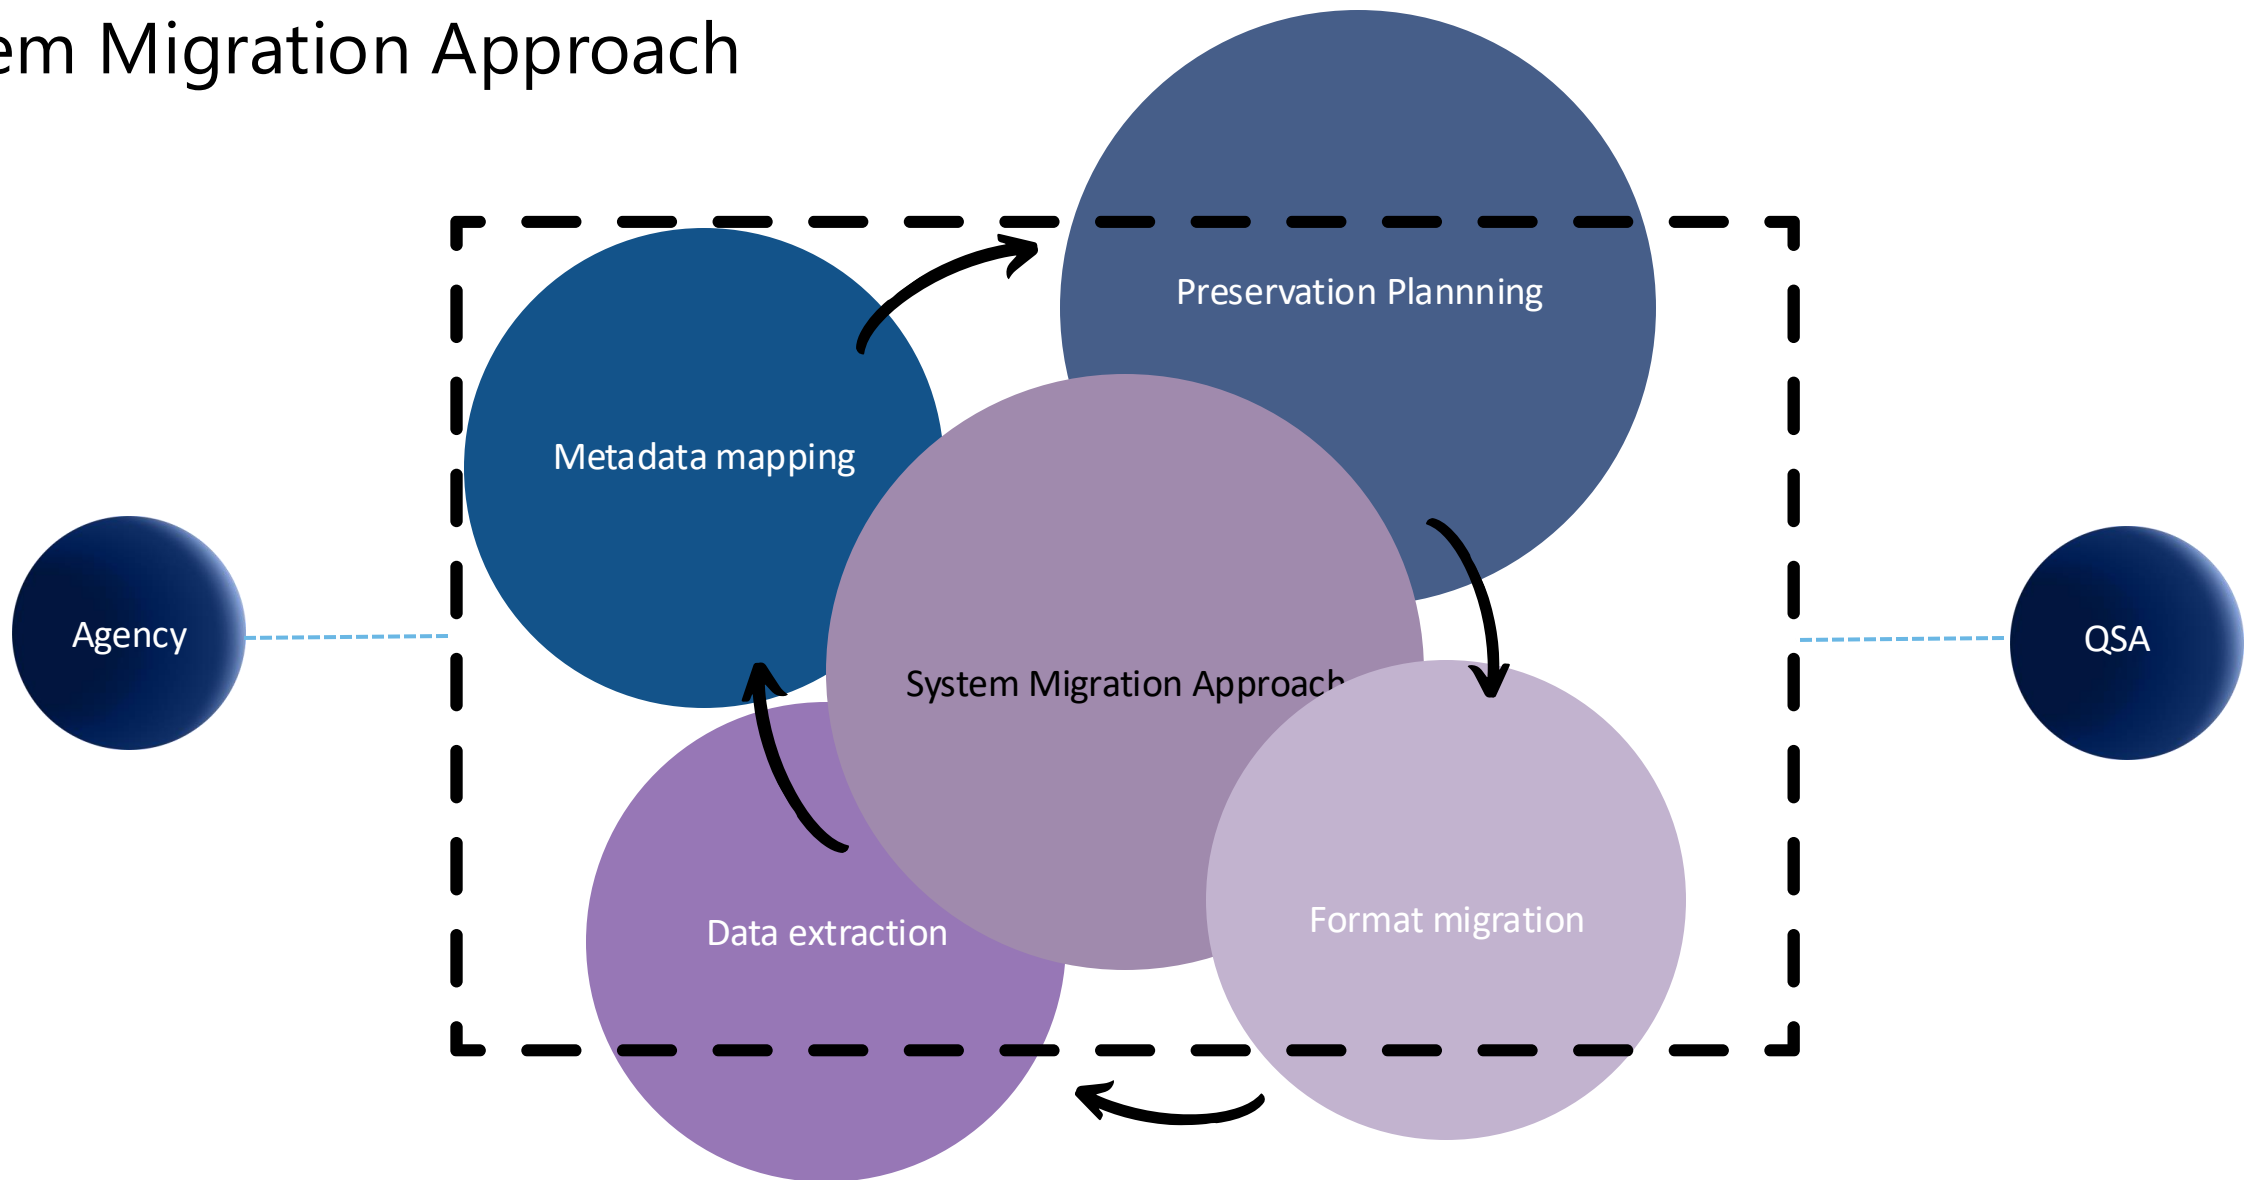 em Migration Approach
Preservation Plannning
Metadata mapping
Agency
QSA
System Migration Approach
Data extraction
Format migration